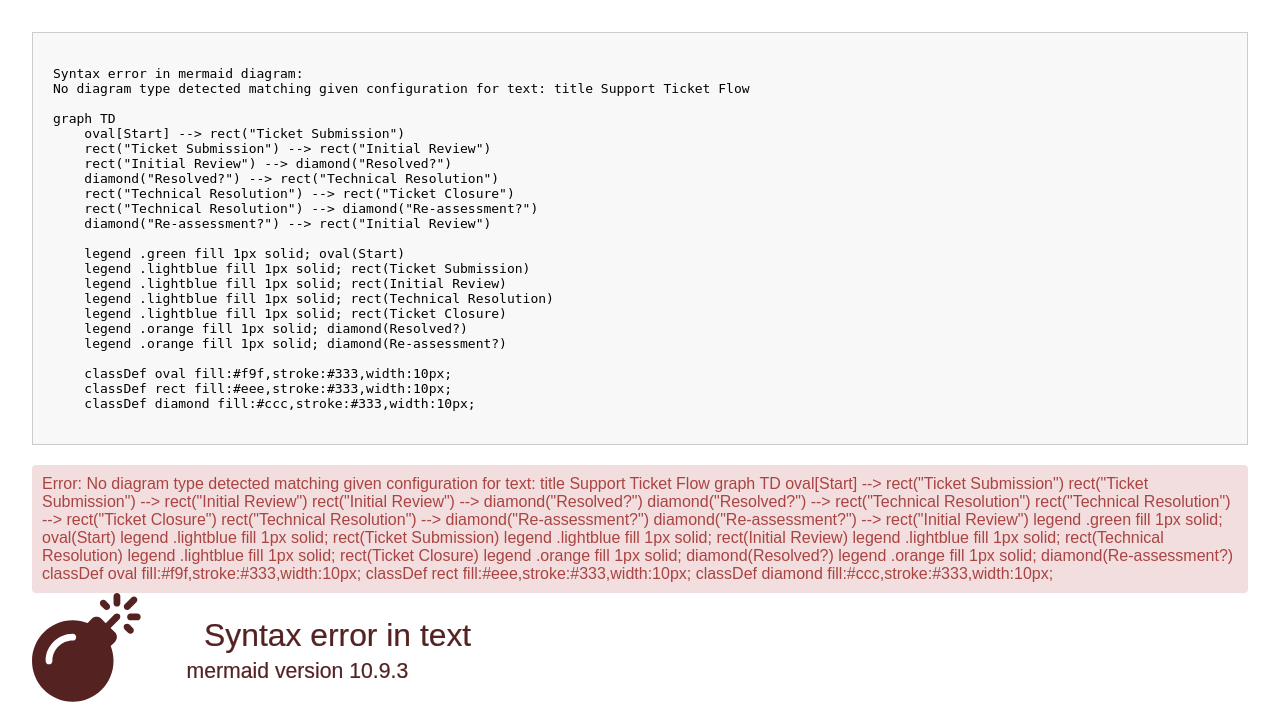 Syntax error in mermaid diagram:
No diagram type detected matching given configuration for text: title Support Ticket Flow
graph TD
oval[Start] --> rect("Ticket Submission")
rect("Ticket Submission") --> rect("Initial Review")
rect("Initial Review") --> diamond("Resolved?")
diamond("Resolved?") --> rect("Technical Resolution")
rect("Technical Resolution") --> rect("Ticket Closure")
rect("Technical Resolution") --> diamond("Re-assessment?")
diamond("Re-assessment?") --> rect("Initial Review")
legend .green fill 1px solid; oval(Start)
legend .lightblue fill 1px solid; rect(Ticket Submission)
legend .lightblue fill 1px solid; rect(Initial Review)
legend .lightblue fill 1px solid; rect(Technical Resolution)
legend .lightblue fill 1px solid; rect(Ticket Closure)
legend .orange fill 1px solid; diamond(Resolved?)
legend .orange fill 1px solid; diamond(Re-assessment?)
classDef oval fill:#f9f,stroke:#333,width:10px;
classDef rect fill:#eee,stroke:#333,width:10px;
classDef diamond fill:#ccc,stroke:#333,width:10px;
Error: No diagram type detected matching given configuration for text: title Support Ticket Flow graph TD oval[Start] --> rect("Ticket Submission") rect("Ticket
Submission") --> rect("Initial Review") rect("Initial Review") --> diamond("Resolved?") diamond("Resolved?") --> rect("Technical Resolution") rect("Technical Resolution")
--> rect("Ticket Closure") rect("Technical Resolution") --> diamond("Re-assessment?") diamond("Re-assessment?") --> rect("Initial Review") legend .green fill 1px solid;
oval(Start) legend .lightblue fill 1px solid; rect(Ticket Submission) legend .lightblue fill 1px solid; rect(Initial Review) legend .lightblue fill 1px solid; rect(Technical
Resolution) legend .lightblue fill 1px solid; rect(Ticket Closure) legend .orange fill 1px solid; diamond(Resolved?) legend .orange fill 1px solid; diamond(Re-assessment?)
classDef oval fill:#f9f,stroke:#333,width:10px; classDef rect fill:#eee,stroke:#333,width:10px; classDef diamond fill:#ccc,stroke:#333,width:10px;
Syntax error in text
mermaid version 10.9.3